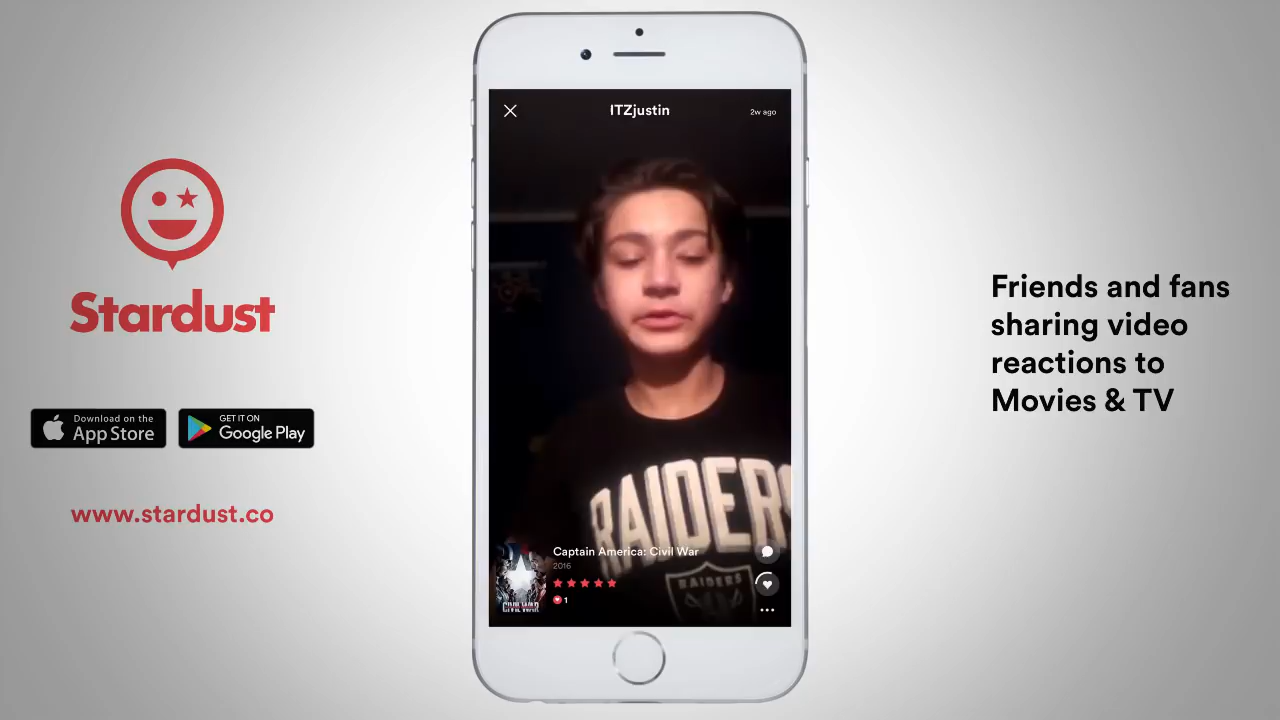 Stardust
Download on the
App Store
GET IT ON
Google Play
www.stardust.co
ITZjustin
2w ago
RAIDERS
RAIDERS
Captain America: Civil War
2016
1
CIVIL WAR
Friends and fans
sharing video
reactions to
Movies & TV